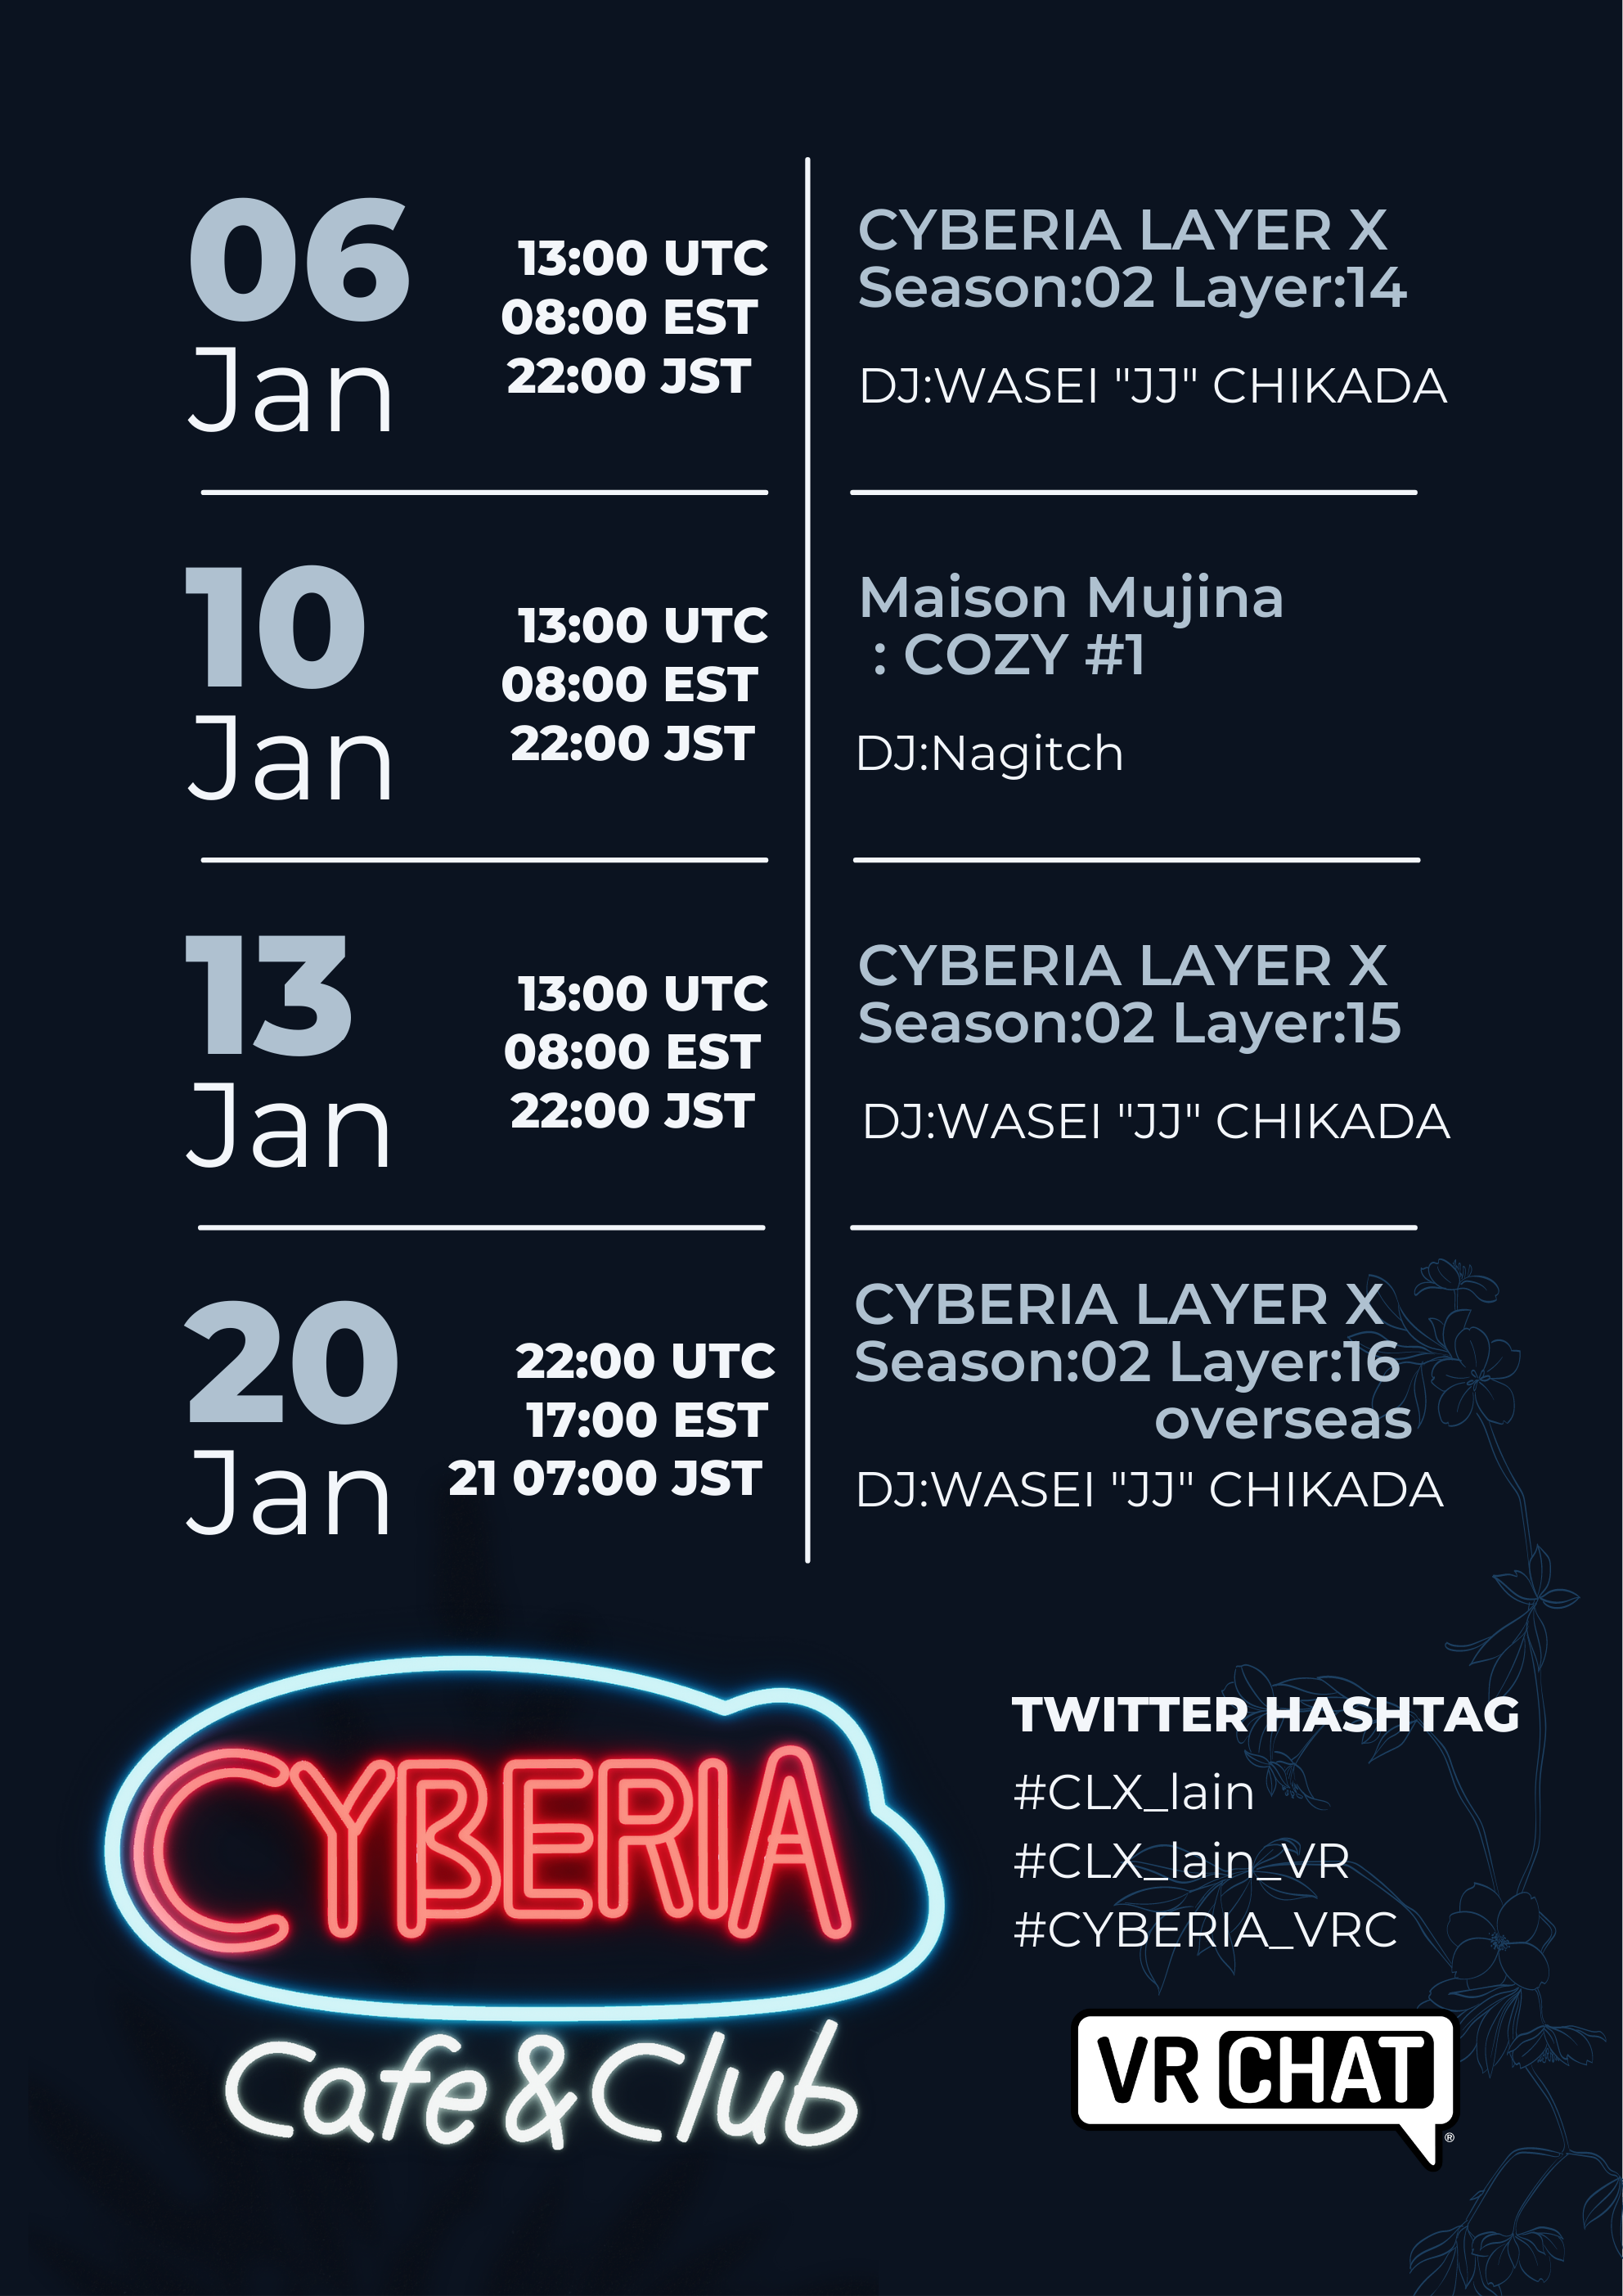 06
Jan
13:00 UTC
08:00 EST
22:00 JST
CYBERIA LAYER X
Season:02 Layer:14
DJ:WASEI "JJ" CHIKADA
10
Jan
13:00 UTC
08:00 EST
22:00 JST
Maison Mujina
: COZY #1
DJ:Nagitch
13
Jan
13:00 UTC
08:00 EST
22:00 JST
CYBERIA LAYER X
Season:02 Layer:15
DJ:WASEI "JJ" CHIKADA
20
Jan
22:00 UTC
17:00 EST
21 07:00 JST
CYBERIA LAYER X
Season:02 Layer:16
overseas
DJ:WASEI "JJ" CHIKADA
CYBERIA
Cafe&Club
TWITTER HASHTAG
#CLX_lain
#CLX_lain_VR
#CYBERIA_VRC
VRCHAT
®